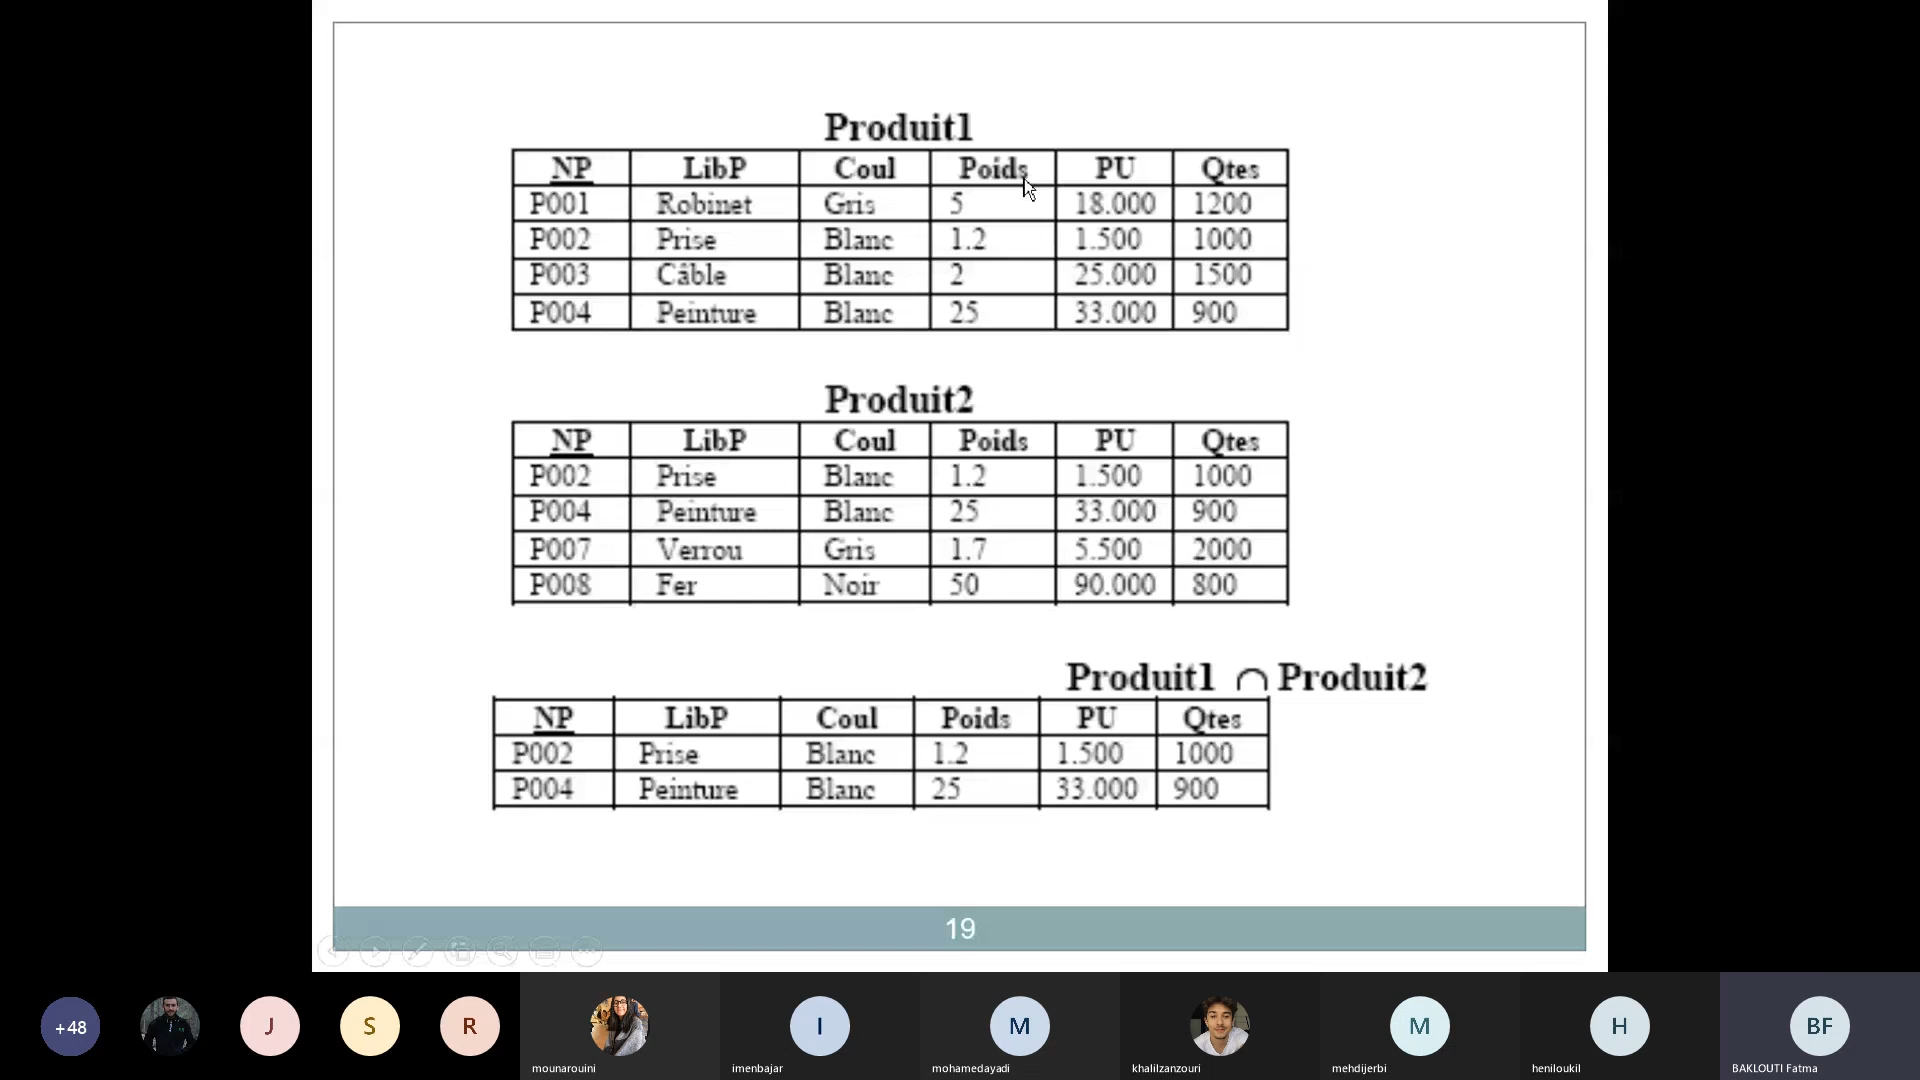 Produit1
NP LibP Coul Poids PU Qtes
P001 Robinet Gris 5 18.000 1200
P002 Prise Blanc 1.2 1.500 1000
P003 Câble Blanc 2 25.000 1500
P004 Peinture Blanc 25 33.000 900
Produit2
NP LibP Coul Poids PU Qtes
P002 Prise Blanc 1.2 1.500 1000
P004 Peinture Blanc 25 33.000 900
P007 Verrou Gris 1.7 5.500 2000
P008 Fer Noir 50 90.000 800
Produit1 ∩ Produit2
NP LibP Coul Poids PU Qtes
P002 Prise Blanc 1.2 1.500 1000
P004 Peinture Blanc 25 33.000 900
19
+48 J S R I M M H BF
mounarouini imenbajar mohamedayadi khalilzanzouri mehdijerbi heniloukil BAKLOUTI Fatma